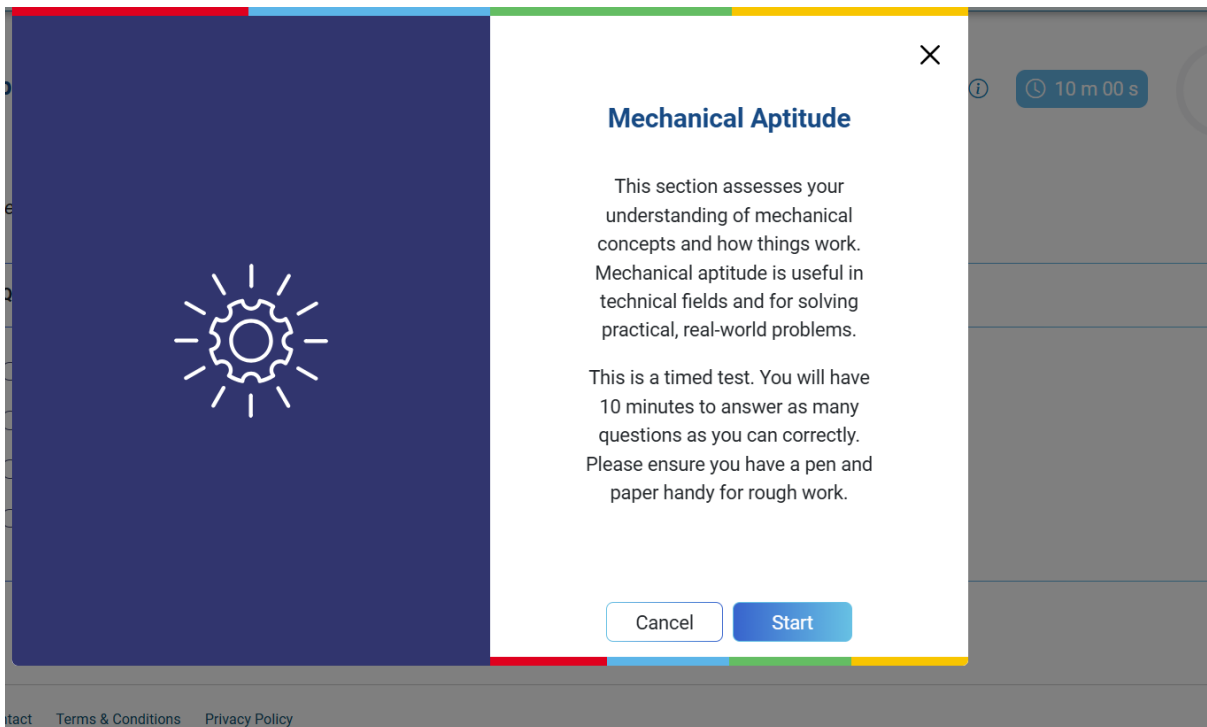 10 m 00 s
Mechanical Aptitude
This section assesses your
understanding of mechanical
concepts and how things work.
Mechanical aptitude is useful in
technical fields and for solving
practical, real-world problems.
This is a timed test. You will have
10 minutes to answer as many
questions as you can correctly.
Please ensure you have a pen and
paper handy for rough work.
Cancel
Start
Terms & Conditions
Privacy Policy